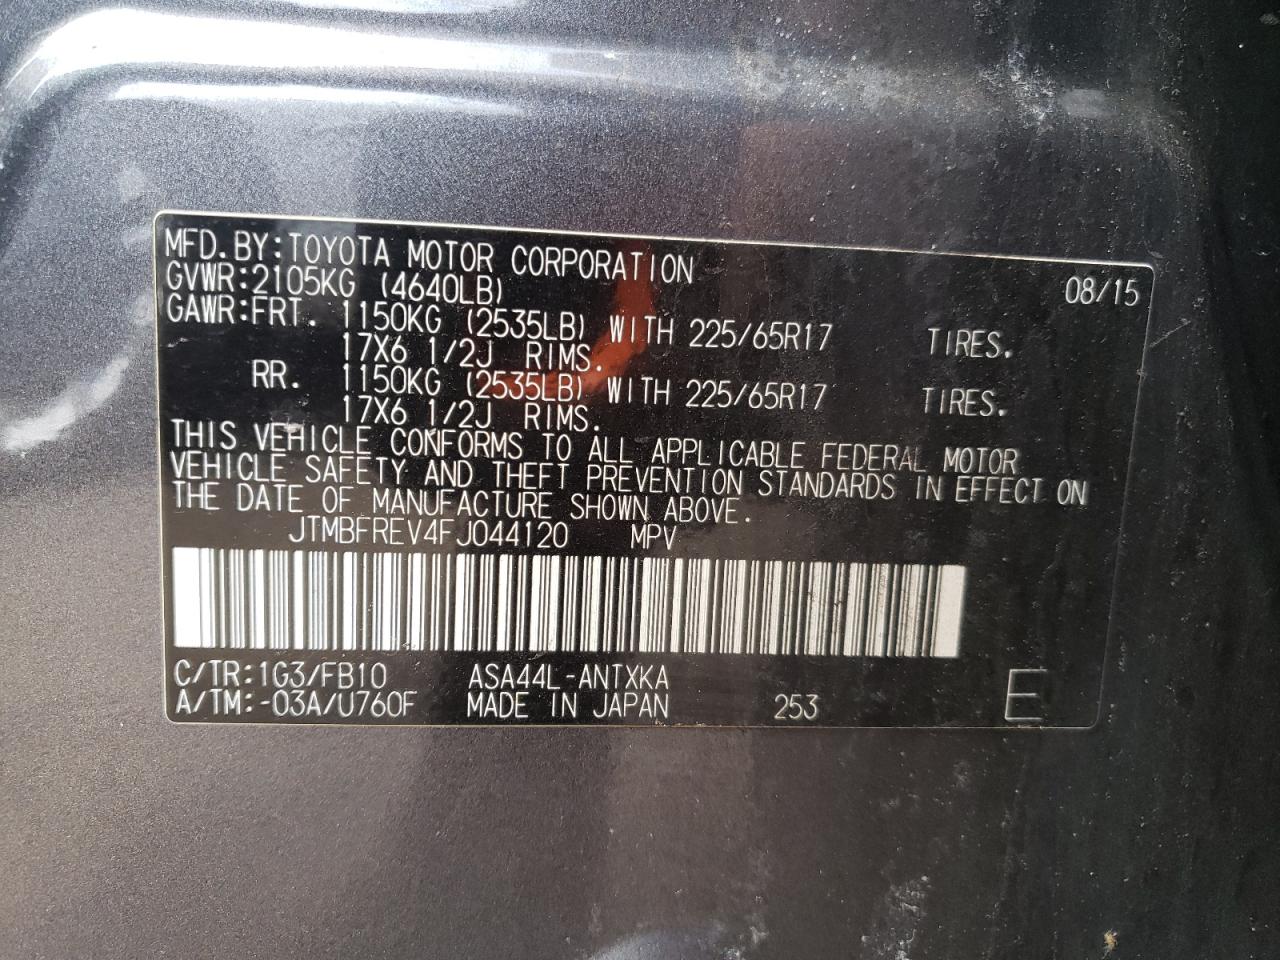 MFD.BY:TOYOTA MOTOR CORPORATION 08/15
GVWR:2105KG (4640LB)
GAWR:FRT. 1150KG (2535LB) WITH 225/65R17 TIRES.
17X6 1/2J RIMS.
RR. 1150KG (2535LB) WITH 225/65R17 TIRES.
17X6 1/2J RIMS.
THIS VEHICLE CONFORMS TO ALL APPLICABLE FEDERAL MOTOR
VEHICLE SAFETY AND THEFT PREVENTION STANDARDS IN EFFECT ON
THE DATE OF MANUFACTURE SHOWN ABOVE.
JTMBFREV4FJ044120 MPV
C/TR:1G3/FB10 ASA44L-ANTXKA
A/TM:-03A/U760F MADE IN JAPAN 253 E